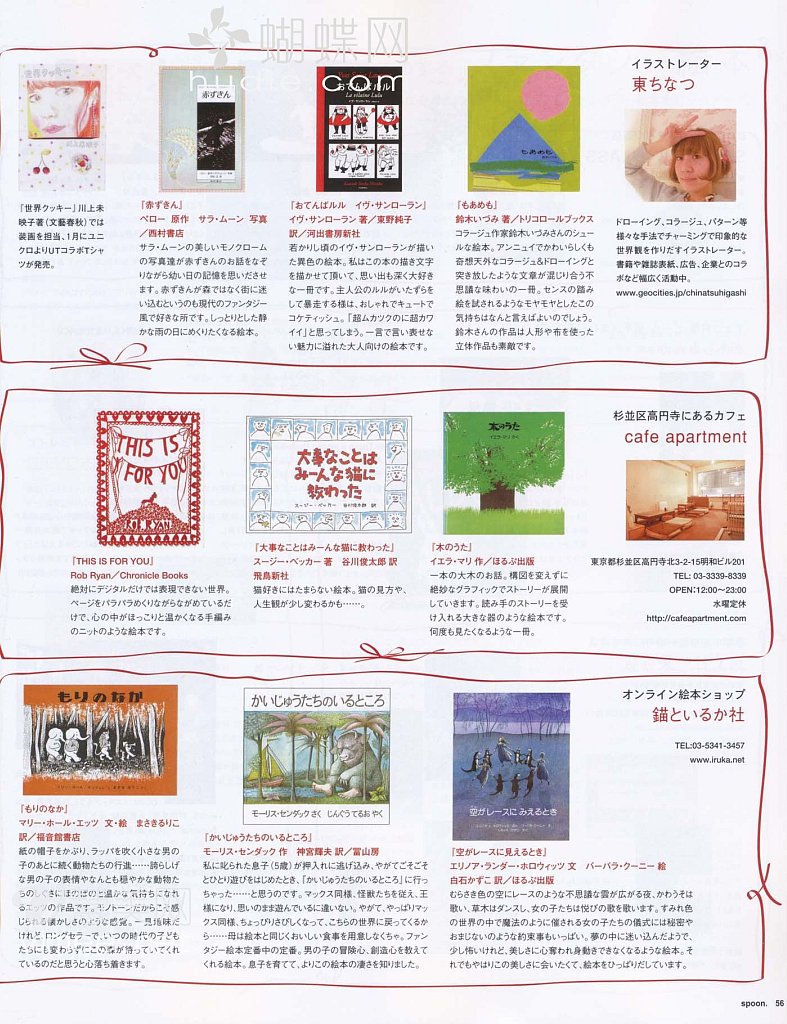 蝴蝶网
イラストレーター
東ちなつ
ドローイング、コラージュ、パターン等
様々な手法でチャーミングで印象的な
世界観を作りだすイラストレーター。
書籍や雑誌表紙、広告、企業とのコラ
ボなど幅広く活動中。
www.geocities.jp/chinatsuhigashi
世界クッキー
『世界クッキー』川上未
映子著(文藝春秋)では
装画を担当、1月にユニ
クロよりUTコラボTシャ
ツが発売。
赤ずきん
『赤ずきん』
ペロー 原作 サラ・ムーン 写真
/西村書店
サラ・ムーンの美しいモノクローム
の写真達が赤ずきんのお話をなぞ
りながら幼い日の記憶を思いださせ
ます。赤ずきんが森ではなく街に迷
い込むというのも現代のファンタジー
風で好きな所です。しっとりとした静
かな雨の日にめくりたくなる絵本。
おてんばルル
La vilaine Lulu
『おてんばルル イヴ・サンローラン』
イヴ・サンローラン 著/東野純子
訳/河出書房新社
若かりし頃のイヴ・サンローランが描い
た異色の絵本。私はこの本の描き文字
を描かせて頂いて、思い出も深く大好き
な一冊です。主人公のルルがいたずらを
して暴走する様は、おしゃれでキュートで
コケティッシュ。「超ムカツクのに超カワ
イイ」と思ってしまう。一言で言い表せな
い魅力に溢れた大人向けの絵本です。
もあめも
『もあめも』
鈴木いづみ 著/トリコロールブックス
コラージュ作家鈴木いづみさんのシュー
ルな絵本。アンニュイでかわいらしくも
奇想天外なコラージュ&ドローイングと
突き放したような文章が混じり合う不
思議な味わいの一冊。センスの踏み
絵を試されるようなモヤモヤとしたこの
気持ちはなんと言えばよいのでしょう。
鈴木さんの作品は人形や布を使った
立体作品も素敵です。
杉並区高円寺にあるカフェ
cafe apartment
東京都杉並区高円寺北3-2-15明和ビル201
TEL: 03-3339-8339
OPEN:12:00〜23:00
水曜定休
http://cafeapartment.com
THIS IS
FOR YOU
ROB RYAN
『THIS IS FOR YOU』
Rob Ryan/Chronicle Books
絶対にデジタルだけでは表現できない世界。
ページをパラパラめくりながらながめているだ
けで、心の中がほっこりと温かくなる手編み
のニットのような絵本です。
大事なことは
みーんな猫に
教わった
スージー・ベッカー 谷川俊太郎 訳
『大事なことはみーんな猫に教わった』
スージー・ベッカー 著 谷川俊太郎 訳
飛鳥新社
猫好きにはたまらない絵本。猫の見方や、
人生観が少し変わるかも……。
木のうた
イエラ・マリ さく
『木のうた』
イエラ・マリ 作/ほるぷ出版
一本の大木のお話。構図を変えずに
絶妙なグラフィックでストーリーが展開
していきます。読み手のストーリーを受
け入れる大きな器のような絵本です。
何度も見たくなるような一冊。
オンライン絵本ショップ
錨といるか社
TEL:03-5341-3457
www.iruka.net
もりのなか
『もりのなか』
マリー・ホール・エッツ 文・絵 まさきるりこ
訳/福音館書店
紙の帽子をかぶり、ラッパを吹く小さな男の
子のあとに続く動物たちの行進……誇らしげ
な男の子の表情やなんとも穏やかな動物た
ちのしぐさにほのぼのと温かな気持ちになれ
るエッツの作品です。モノトーンだからこそ感
じられる懐かしさのような感覚。一見地味だ
けれど、ロングセラーで、いつの時代の子ども
たちにも変わらずにこの森が待っていてくれ
ているのだと思うと心落ち着きます。
かいじゅうたちのいるところ
モーリス・センダック さく じんぐう てるお やく
『かいじゅうたちのいるところ』
モーリス・センダック 作 神宮輝夫 訳/冨山房
私に叱られた息子(5歳)が押入れに逃げ込み、やがてごそごそ
とひとり遊びをはじめたとき、『かいじゅうたちのいるところ』に行っ
ちゃった……と思うのです。マックス同様、怪獣たちを従え、王
様になり、思いのまま遊んでいるに違いない。やがて、やっぱりマッ
クス同様、ちょっぴりさびしくなって、こちらの世界に戻ってくるか
ら……母は絵本と同じくおいしい食事を用意しなくちゃ。ファン
タジー絵本定番中の定番。男の子の冒険心、創造心を教えて
くれる絵本。息子を育てて、よりこの絵本の凄さを知りました。
空がレースに みえるとき
『空がレースに見えるとき』
エリノア・ランダー・ホロウィッツ 文 バーバラ・クーニー 絵
白石かずこ 訳/ほるぷ出版
むらさき色の空にレースのような不思議な雲が広がる夜、かわうそは
歌い、草木はダンスし、女の子たちは悦びの歌を歌います。すみれ色
の世界の中で魔法のように催される女の子たちの儀式には秘密や
おまじないのような約束事もいっぱい。夢の中に迷い込んだようで、
少し怖いけれど、美しさに心奪われ身動きできなくなるような絵本。そ
れでもやはりこの美しさに会いたくて、絵本をひっぱりだしています。
spoon. 56